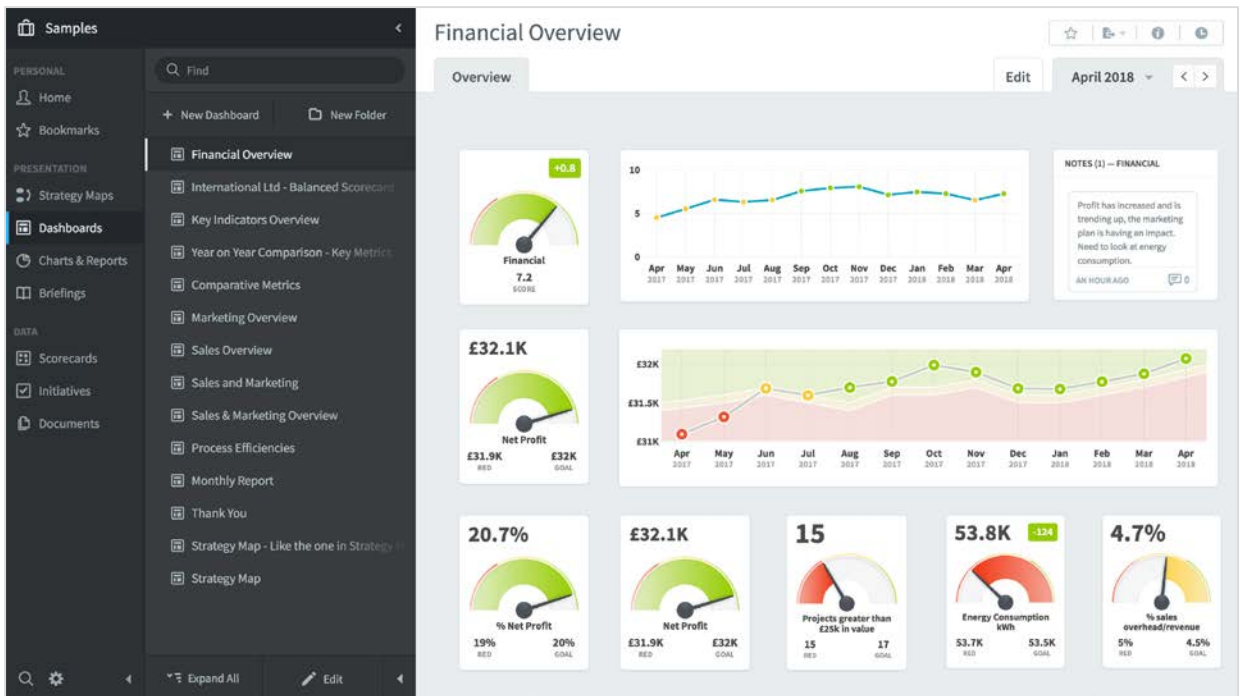 Samples
PERSONAL
Home
Bookmarks
PRESENTATION
Strategy Maps
Dashboards
Charts & Reports
Briefings
DATA
Scorecards
Initiatives
Documents
Find
New Dashboard
New Folder
Financial Overview
International Ltd - Balanced Scorecard
Key Indicators Overview
Year on Year Comparison - Key Metrics
Comparative Metrics
Marketing Overview
Sales Overview
Sales and Marketing
Sales & Marketing Overview
Process Efficiencies
Monthly Report
Thank You
Strategy Map - Like the one in Strategy
Strategy Map
Expand All
Edit
Financial Overview
Overview
Edit
April 2018
+0.8
Financial
7.2
SCORE
10
5
0
Apr May Jun Jul Aug Sep Oct Nov Dec Jan Feb Mar Apr
2017 2017 2017 2017 2017 2017 2017 2017 2017 2018 2018 2018 2018
NOTES (1) — FINANCIAL
Profit has increased and is
trending up, the marketing
plan is having an impact.
Need to look at energy
consumption.
AN HOUR AGO 0
£32.1K
Net Profit
£31.9K £32K
RED GOAL
£32K
£31.5K
£31K
Apr May Jun Jul Aug Sep Oct Nov Dec Jan Feb Mar Apr
2017 2017 2017 2017 2017 2017 2017 2017 2017 2018 2018 2018 2018
20.7%
% Net Profit
19% 20%
RED GOAL
£32.1K
Net Profit
£31.9K £32K
RED GOAL
15
Projects greater than
£25k in value
15 17
RED GOAL
53.8K -124
Energy Consumption
kWh
53.7K 53.5K
RED GOAL
4.7%
% sales
overhead/revenue
5% 4.5%
RED GOAL